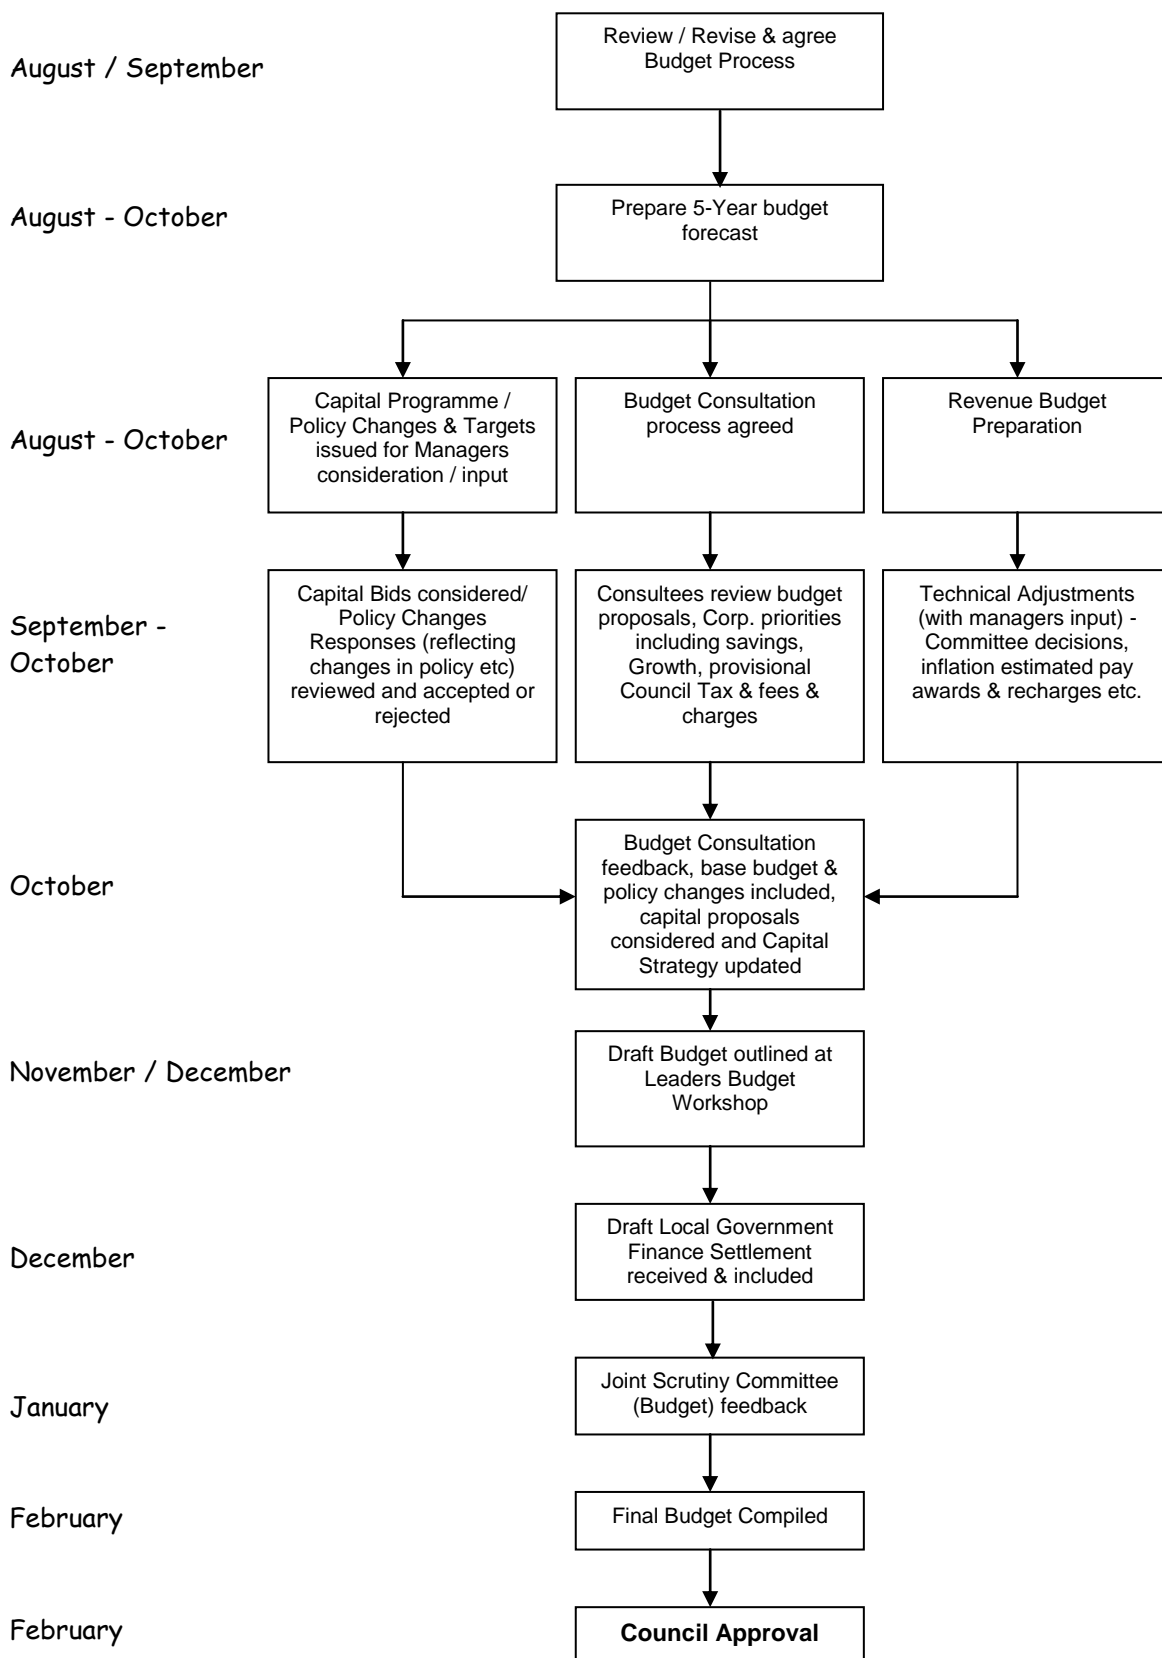 August / September
Review / Revise & agree
Budget Process
August - October
Prepare 5-Year budget
forecast
August - October
Capital Programme /
Policy Changes & Targets
issued for Managers
consideration / input
Budget Consultation
process agreed
Revenue Budget
Preparation
September -
October
Capital Bids considered/
Policy Changes
Responses (reflecting
changes in policy etc)
reviewed and accepted or
rejected
Consultees review budget
proposals, Corp. priorities
including savings,
Growth, provisional
Council Tax & fees &
charges
Technical Adjustments
(with managers input) -
Committee decisions,
inflation estimated pay
awards & recharges etc.
October
Budget Consultation
feedback, base budget &
policy changes included,
capital proposals
considered and Capital
Strategy updated
November / December
Draft Budget outlined at
Leaders Budget
Workshop
December
Draft Local Government
Finance Settlement
received & included
January
Joint Scrutiny Committee
(Budget) feedback
February
Final Budget Compiled
February
Council Approval